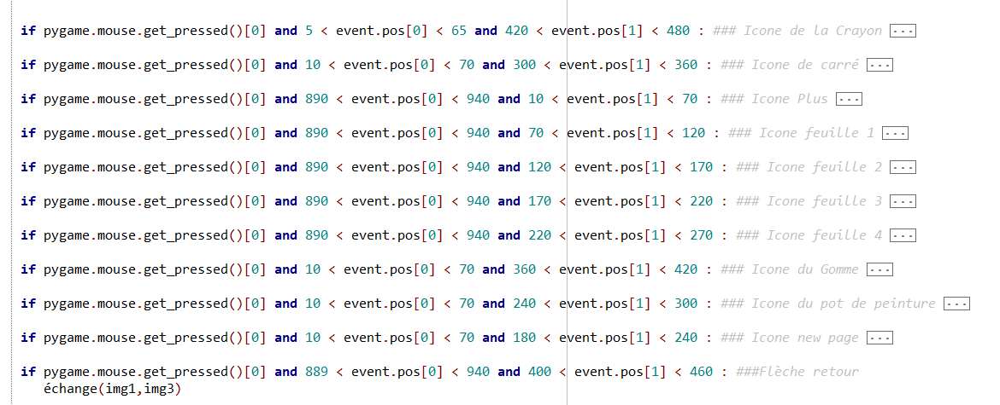 if pygame.mouse.get_pressed()[0] and 5 < event.pos[0] < 65 and 420 < event.pos[1] < 480 : ### Icone de la Crayon ...
if pygame.mouse.get_pressed()[0] and 10 < event.pos[0] < 70 and 300 < event.pos[1] < 360 : ### Icone de carré ...
if pygame.mouse.get_pressed()[0] and 890 < event.pos[0] < 940 and 10 < event.pos[1] < 70 : ### Icone Plus ...
if pygame.mouse.get_pressed()[0] and 890 < event.pos[0] < 940 and 70 < event.pos[1] < 120 : ### Icone feuille 1 ...
if pygame.mouse.get_pressed()[0] and 890 < event.pos[0] < 940 and 120 < event.pos[1] < 170 : ### Icone feuille 2 ...
if pygame.mouse.get_pressed()[0] and 890 < event.pos[0] < 940 and 170 < event.pos[1] < 220 : ### Icone feuille 3 ...
if pygame.mouse.get_pressed()[0] and 890 < event.pos[0] < 940 and 220 < event.pos[1] < 270 : ### Icone feuille 4 ...
if pygame.mouse.get_pressed()[0] and 10 < event.pos[0] < 70 and 360 < event.pos[1] < 420 : ### Icone du Gomme ...
if pygame.mouse.get_pressed()[0] and 10 < event.pos[0] < 70 and 240 < event.pos[1] < 300 : ### Icone du pot de peinture ...
if pygame.mouse.get_pressed()[0] and 10 < event.pos[0] < 70 and 180 < event.pos[1] < 240 : ### Icone new page ...
if pygame.mouse.get_pressed()[0] and 889 < event.pos[0] < 940 and 400 < event.pos[1] < 460 : ###Flèche retour
échange(img1,img3)